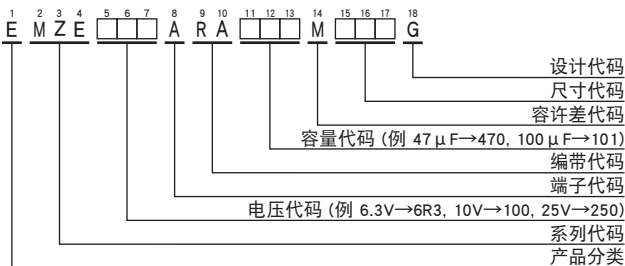 1 2 3 4 5 6 7 8 9 10 11 12 13 14 15 16 17 18
E M Z E □□□ A R A □□□ M □□□ G
设计代码
尺寸代码
容许差代码
容量代码 (例 47μF→470, 100μF→101)
编带代码
端子代码
电压代码 (例 6.3V→6R3, 10V→100, 25V→250)
系列代码
产品分类